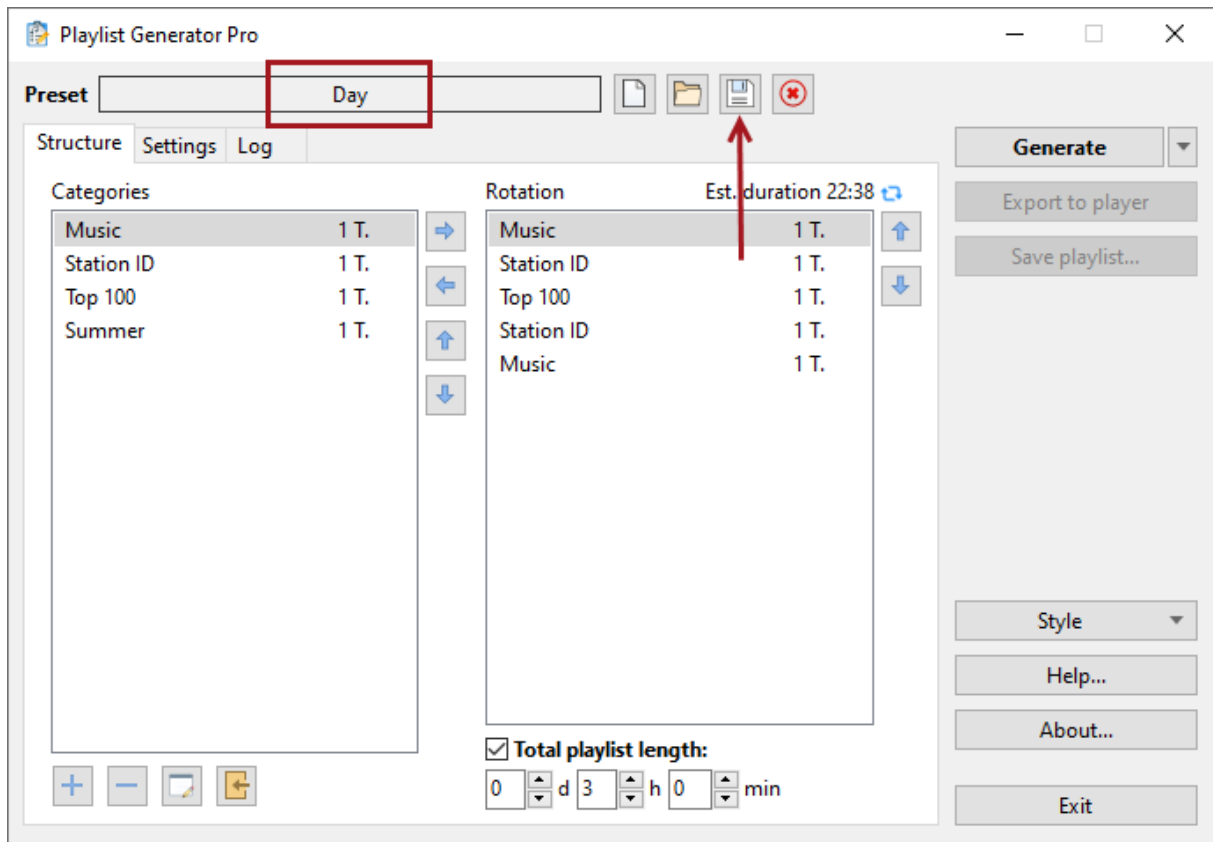 Playlist Generator Pro
Preset Day
Structure Settings Log
Generate
Categories
Rotation Est. duration 22:38
Export to player
Music 1 T.
Station ID 1 T.
Top 100 1 T.
Summer 1 T.
Music 1 T.
Station ID 1 T.
Top 100 1 T.
Station ID 1 T.
Music 1 T.
Save playlist...
Style
Help...
About...
Total playlist length:
0 d 3 h 0 min
Exit